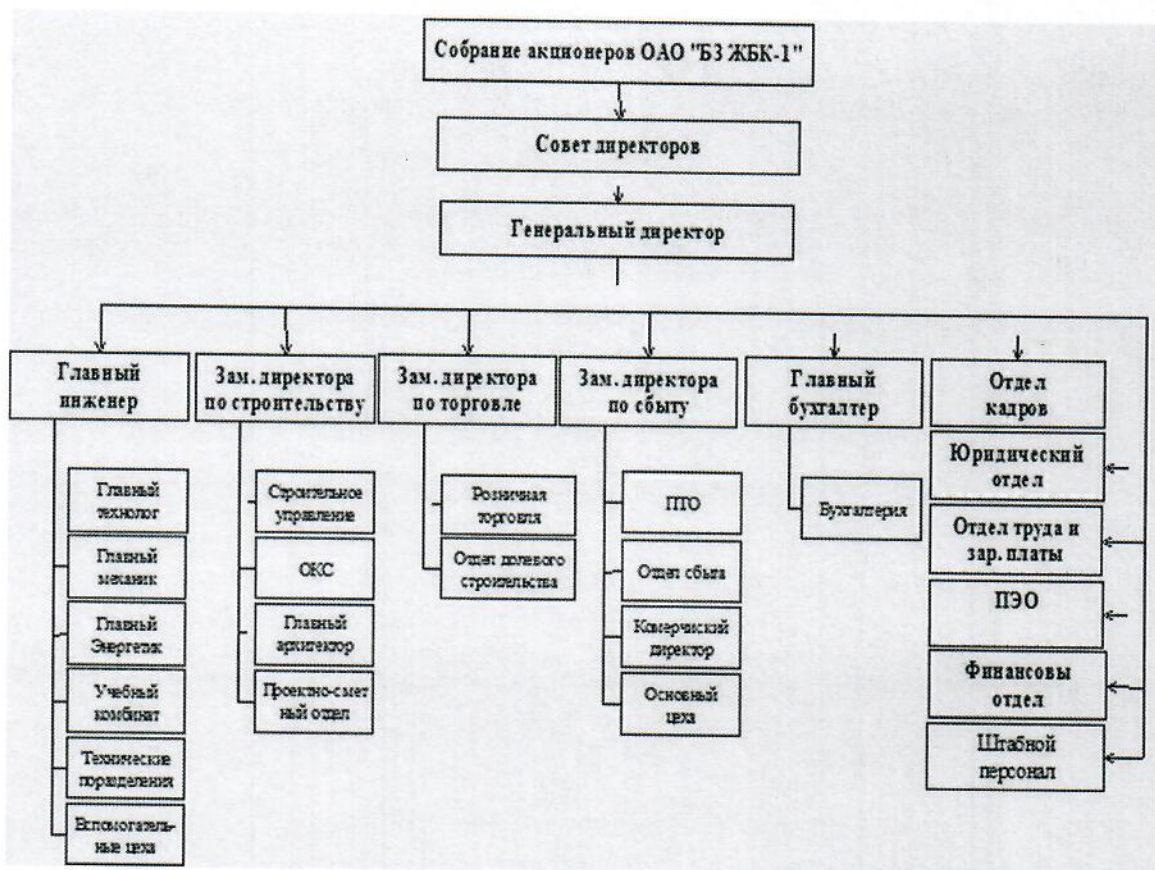 Собрание акционеров ОАО "БЗ ЖБК-1"
Совет директоров
Генеральный директор
Главный
инженер
Зам. директора
по строительству
Зам. директора
по торговле
Зам. директора
по сбыту
Главный
бухгалтер
Отдел
кадров
Главный
технолог
Главный
механик
Главный
Энергетик
Учебный
комбинат
Технические
поразделения
Вспомогатель-
ные цеха
Строительное
управление
ОКС
Главный
архитектор
Проектно-смет
ный отдел
Розничная
торговля
Отдел долевого
строительства
ПТО
Отдел сбыта
Комерчиский
директор
Основный
цеха
Бухгалтерия
Юридический
отдел
Отдел труда и
зар. платы
ПЭО
Финансовы
отдел
Штабной
персонал